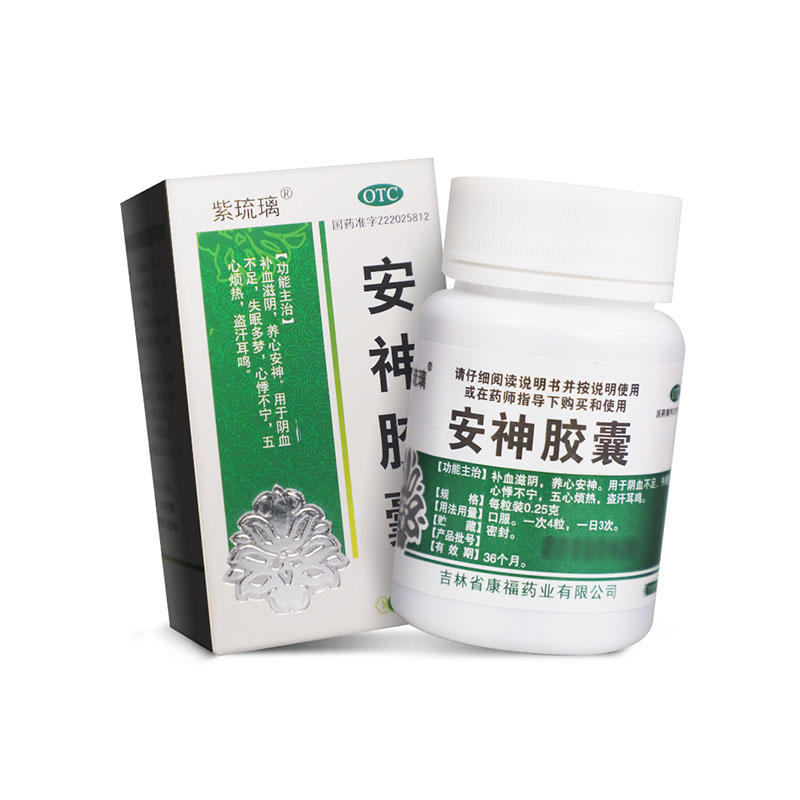 紫琉璃®
OTC
国药准字Z22025812
安神胶囊
【功能主治】
补血滋阴，养心安神。用于阴血
不足，失眠多梦，心悸不宁，五
心烦热，盗汗耳鸣。
琉璃®
请仔细阅读说明书并按说明使用
或在药师指导下购买和使用
安神胶囊
【功能主治】补血滋阴，养心安神。用于阴血不足，
心悸不宁，五心烦热，盗汗耳鸣。
【规 格】每粒装0.25克
【用法用量】口服。一次4粒，一日3次。
【贮 藏】密封。
【产品批号】
【有 效 期】36个月。
吉林省康福药业有限公司